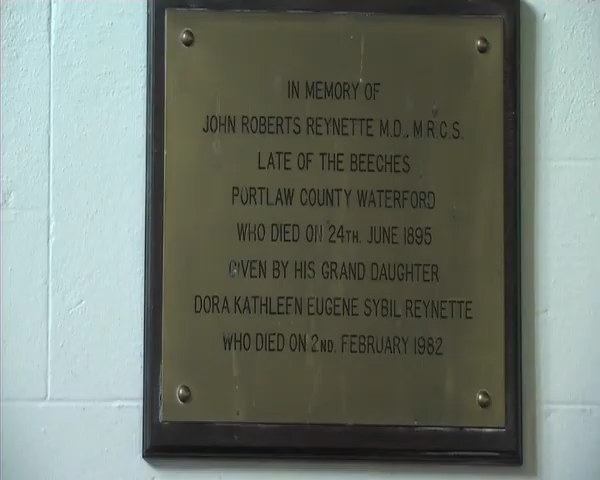 IN MEMORY OF
JOHN ROBERTS REYNETTE M.D., M.R.C.S.
LATE OF THE BEECHES
PORTLAW COUNTY WATERFORD
WHO DIED ON 24TH. JUNE 1895
GIVEN BY HIS GRAND DAUGHTER
DORA KATHLEEN EUGENE SYBIL REYNETTE
WHO DIED ON 2ND. FEBRUARY 1982